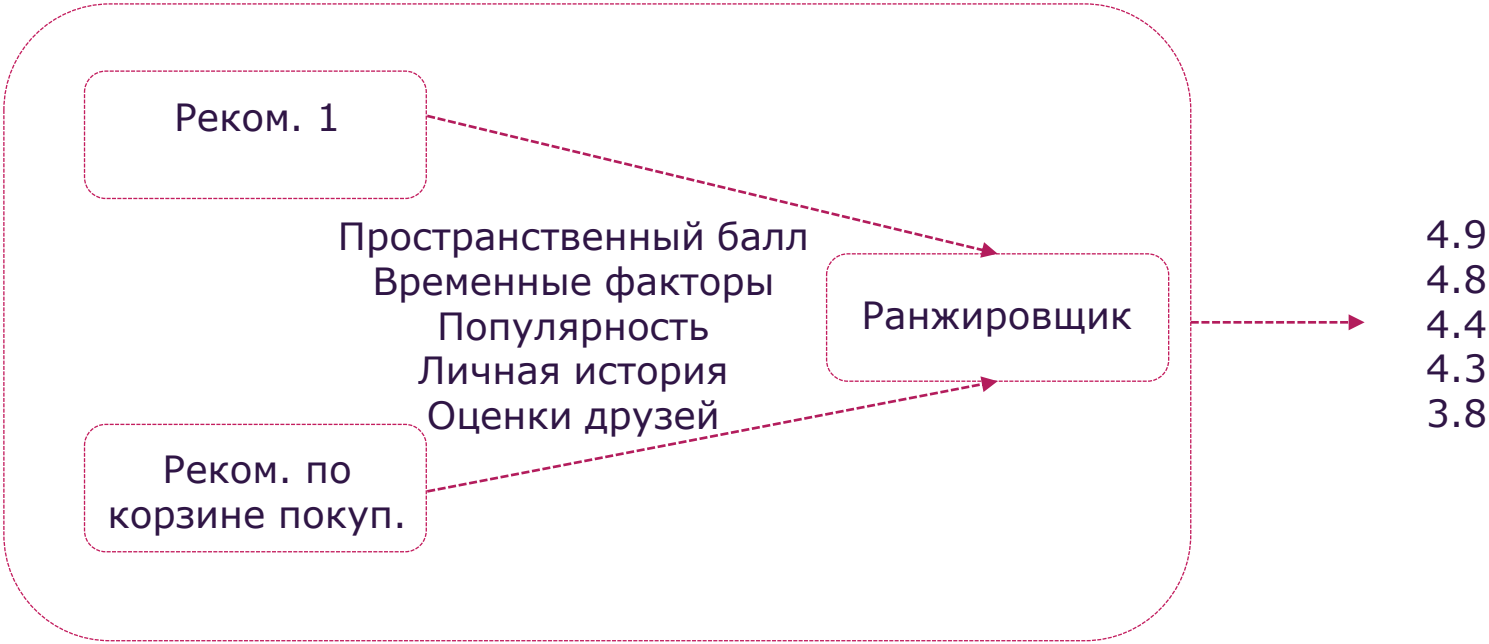 Реком. 1
Пространственный балл
Временные факторы
Популярность
Личная история
Оценки друзей
Ранжировщик
Реком. по
корзине покуп.
4.9
4.8
4.4
4.3
3.8